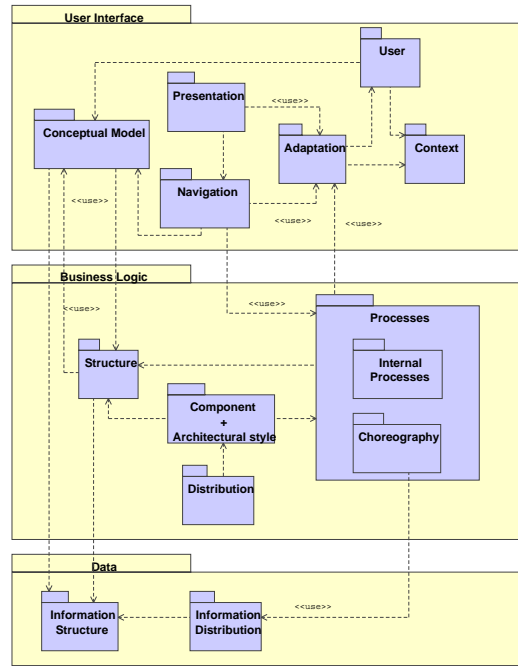 User Interface
User
Presentation
<<use>>
Conceptual Model
Adaptation
Context
Navigation
<<use>>
<<use>>
<<use>>
Business Logic
<<use>>
<<use>>
Processes
Structure
Internal
Processes
Component
+
Architectural style
Choreography
Distribution
Data
<<use>>
Information
Structure
Information
Distribution